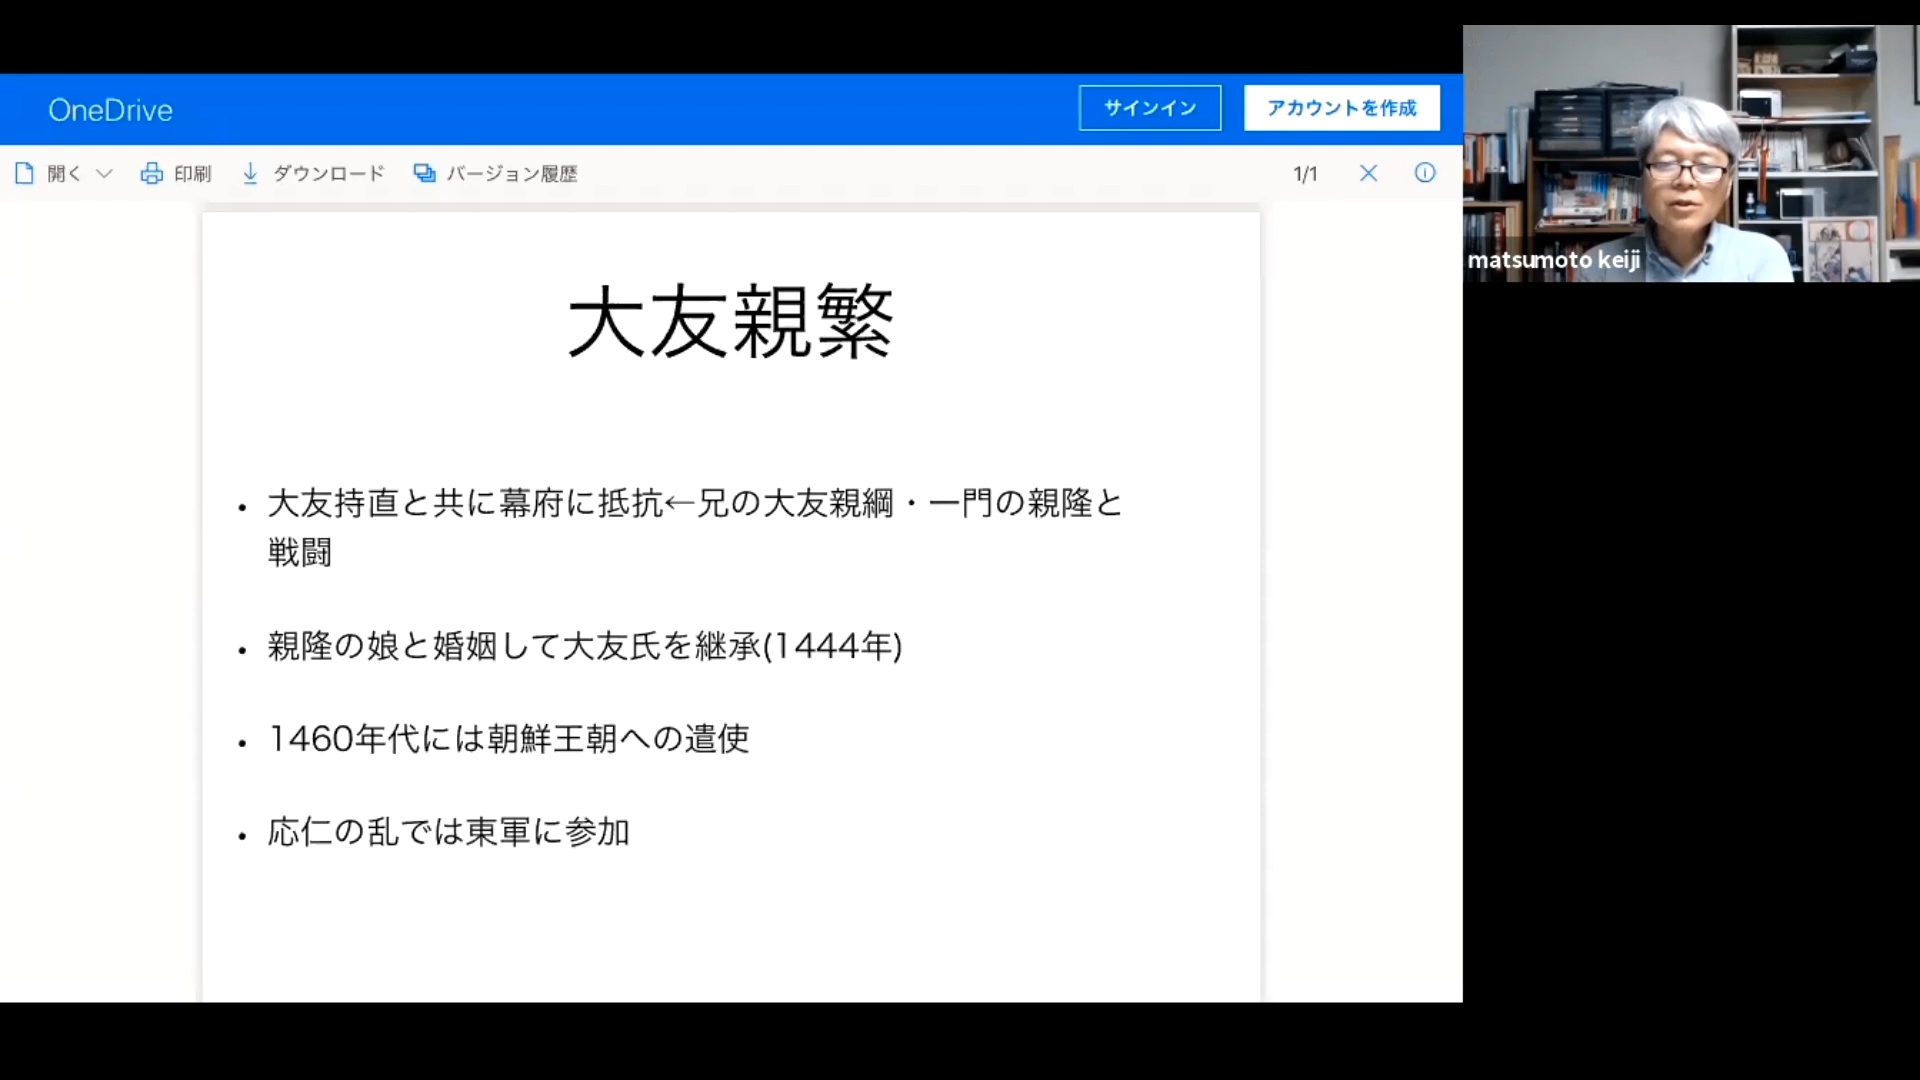 OneDrive
サインイン
アカウントを作成
開く
印刷
ダウンロード
バージョン履歴
1/1
matsumoto keiji
大友親繁
• 大友持直と共に幕府に抵抗←兄の大友親綱・一門の親隆と
戦闘
• 親隆の娘と婚姻して大友氏を継承(1444年)
• 1460年代には朝鮮王朝への遣使
• 応仁の乱では東軍に参加